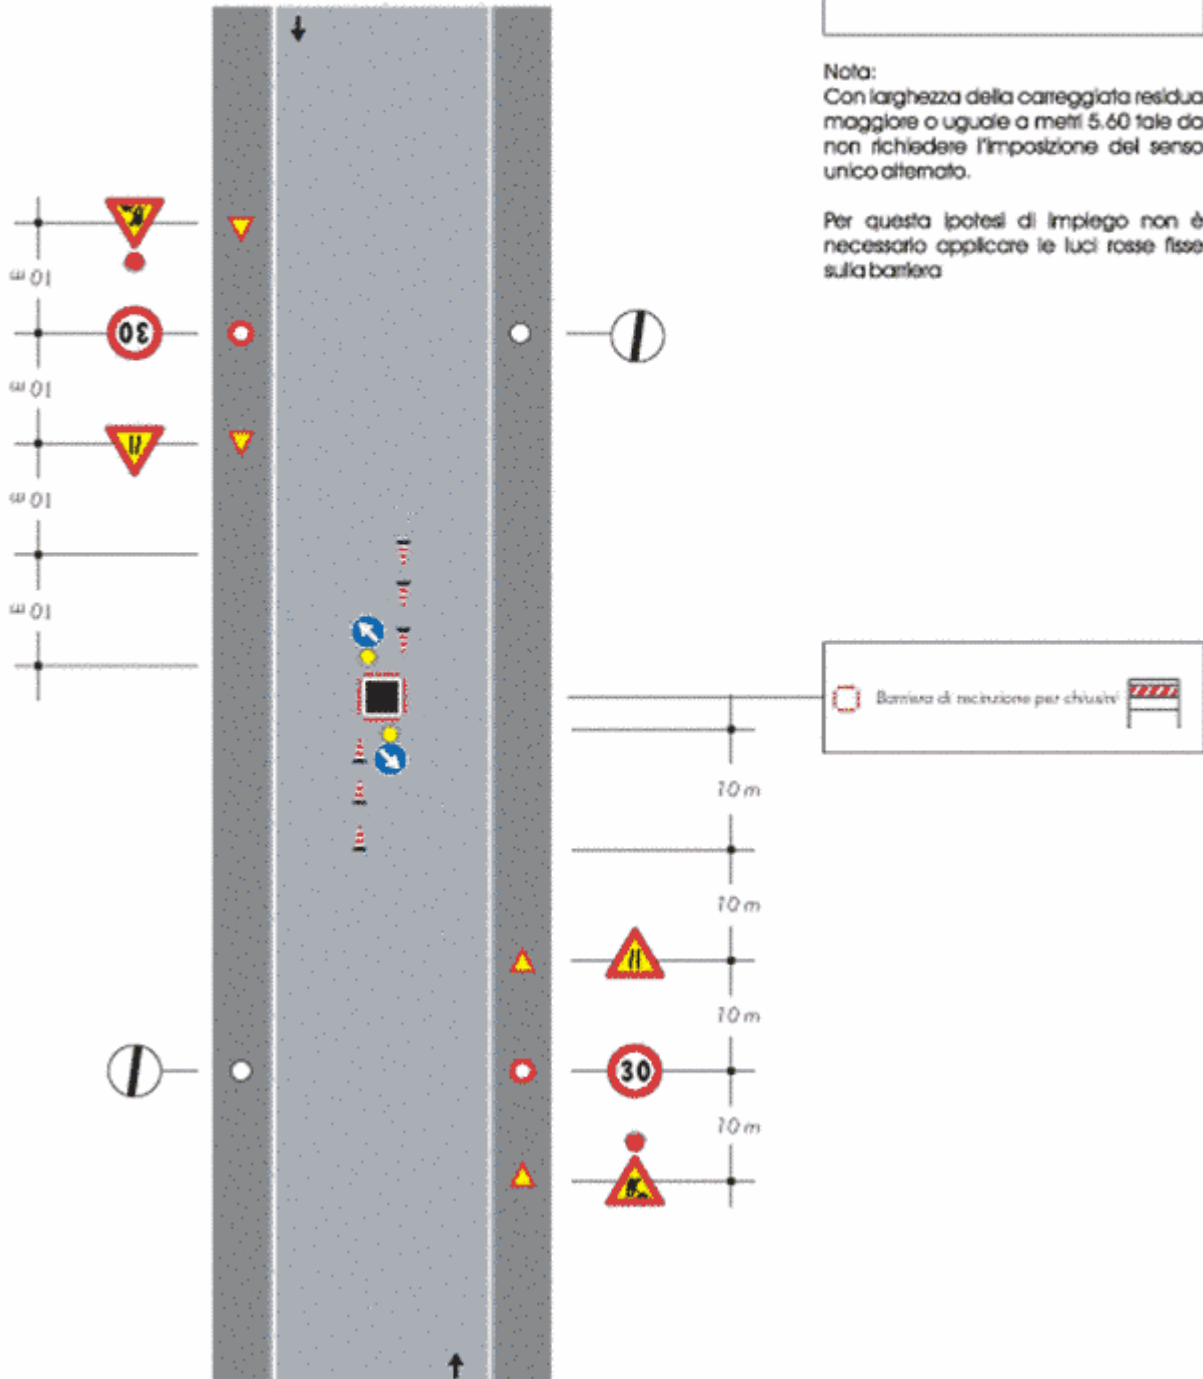 Nota:
Con larghezza della carreggiata residua
maggiore o uguale a metri 5.60 tale da
non richiedere l'imposizione del senso
unico alternato.
Per questa ipotesi di impiego non è
necessario applicare le luci rosse fisse
sulla barriera
10 m
30
10 m
10 m
10 m
Barriera di recinzione per chiusini
10 m
10 m
10 m
30
10 m